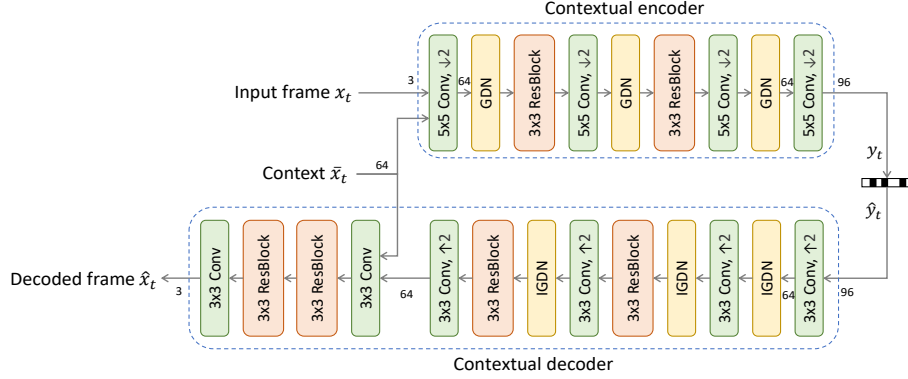 Contextual encoder
Input frame x_t
3
5x5 Conv, ↓2
64
GDN
3x3 ResBlock
5x5 Conv, ↓2
GDN
3x3 ResBlock
5x5 Conv, ↓2
GDN
64
5x5 Conv, ↓2
96
y_t
ŷ_t
64
Context x̄_t
Decoded frame x̂_t
3
3x3 Conv
3x3 ResBlock
3x3 ResBlock
3x3 Conv
64
3x3 Conv, ↑2
3x3 ResBlock
IGDN
3x3 Conv, ↑2
3x3 ResBlock
IGDN
3x3 Conv, ↑2
IGDN
64
3x3 Conv, ↑2
96
Contextual decoder